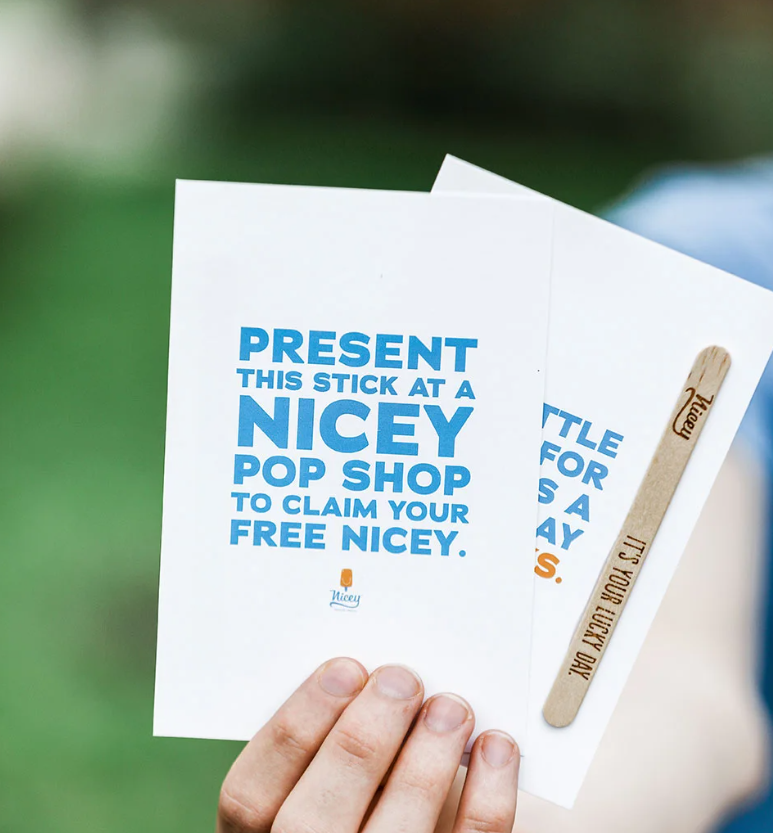 PRESENT
THIS STICK AT A
NICEY
POP SHOP
TO CLAIM YOUR
FREE NICEY.
Nicey
TTLE
FOR
S A
AY
S.
Nicey
IT'S YOUR LUCKY DAY.